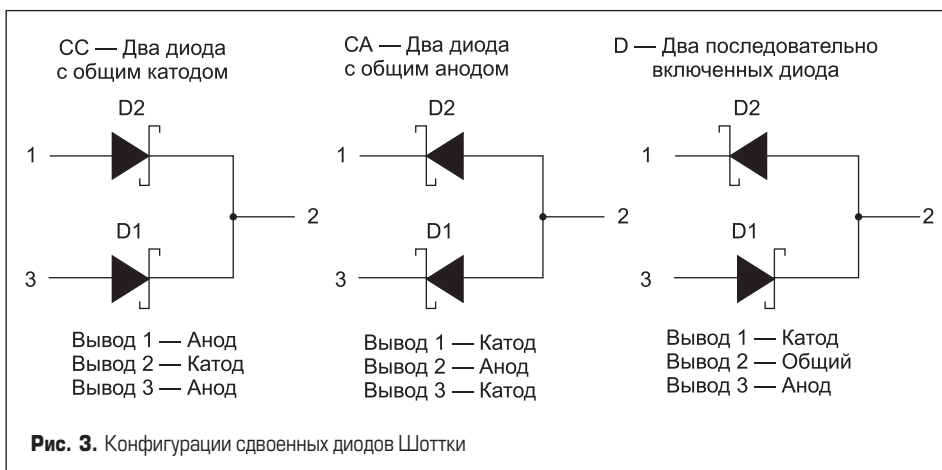 CC — Два диода
с общим катодом
D2
1
2
D1
3
Вывод 1 — Анод
Вывод 2 — Катод
Вывод 3 — Анод
CA — Два диода
с общим анодом
D2
1
2
D1
3
Вывод 1 — Катод
Вывод 2 — Анод
Вывод 3 — Катод
D — Два последовательно
включенных диода
D2
1
2
D1
3
Вывод 1 — Катод
Вывод 2 — Общий
Вывод 3 — Анод
Рис. 3. Конфигурации сдвоенных диодов Шоттки